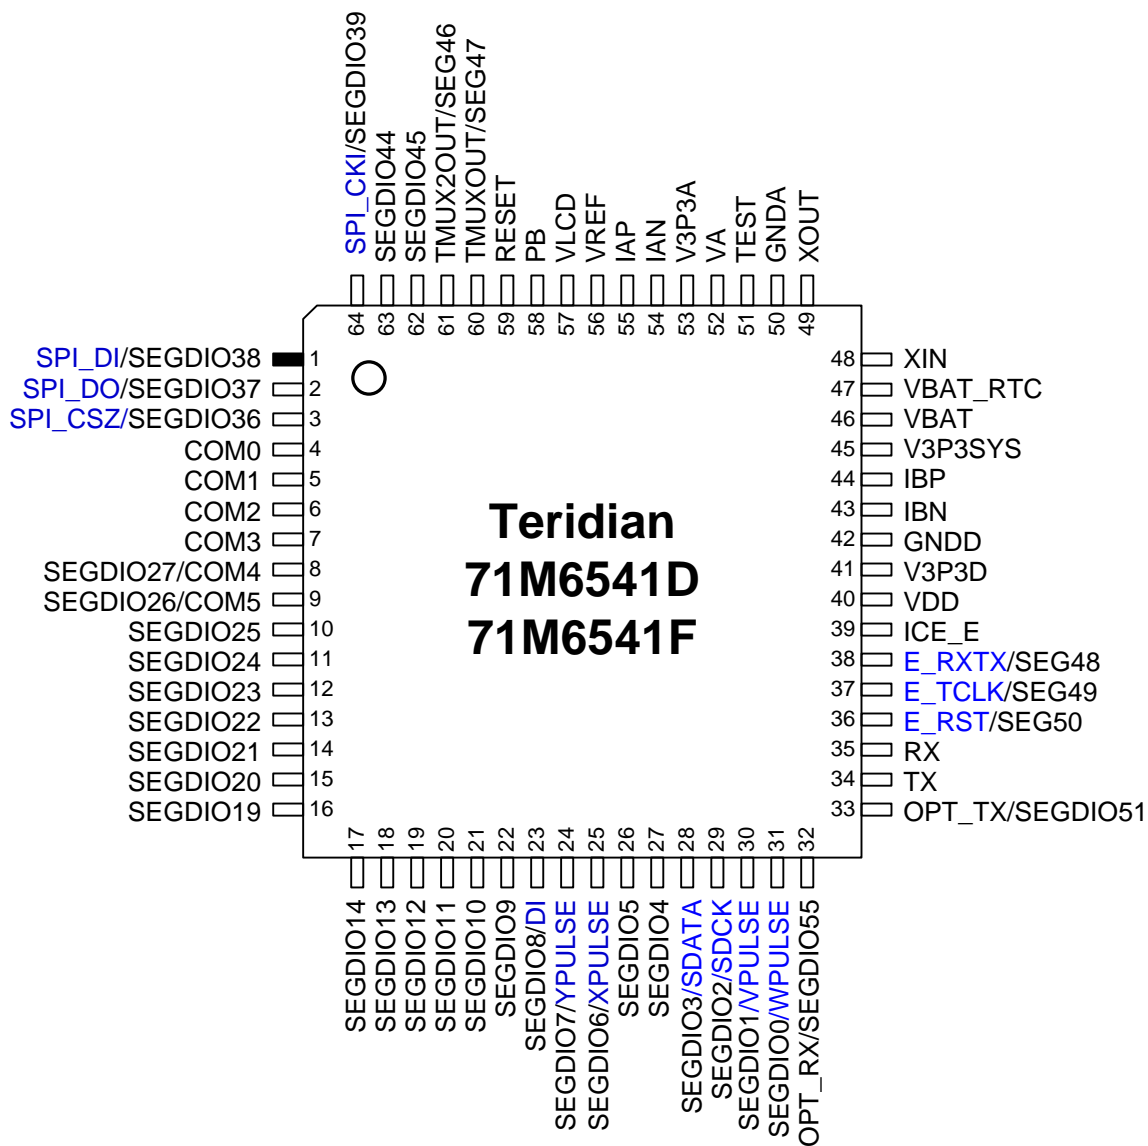 SPI_CKI/SEGDIO39
SEGDIO44
SEGDIO45
TMUX2OUT/SEG46
TMUXOUT/SEG47
RESET
PB
VLCD
VREF
IAP
IAN
V3P3A
VA
TEST
GNDA
XOUT
64
63
62
61
60
59
58
57
56
55
54
53
52
51
50
49
SPI_DI/SEGDIO38 1
SPI_DO/SEGDIO37 2
SPI_CSZ/SEGDIO36 3
COM0 4
COM1 5
COM2 6
COM3 7
SEGDIO27/COM4 8
SEGDIO26/COM5 9
SEGDIO25 10
SEGDIO24 11
SEGDIO23 12
SEGDIO22 13
SEGDIO21 14
SEGDIO20 15
SEGDIO19 16
Teridian
71M6541D
71M6541F
48 XIN
47 VBAT_RTC
46 VBAT
45 V3P3SYS
44 IBP
43 IBN
42 GNDD
41 V3P3D
40 VDD
39 ICE_E
38 E_RXTX/SEG48
37 E_TCLK/SEG49
36 E_RST/SEG50
35 RX
34 TX
33 OPT_TX/SEGDIO51
17
18
19
20
21
22
23
24
25
26
27
28
29
30
31
32
SEGDIO14
SEGDIO13
SEGDIO12
SEGDIO11
SEGDIO10
SEGDIO9
SEGDIO8/DI
SEGDIO7/YPULSE
SEGDIO6/XPULSE
SEGDIO5
SEGDIO4
SEGDIO3/SDATA
SEGDIO2/SDCK
SEGDIO1/VPULSE
SEGDIO0/WPULSE
OPT_RX/SEGDIO55